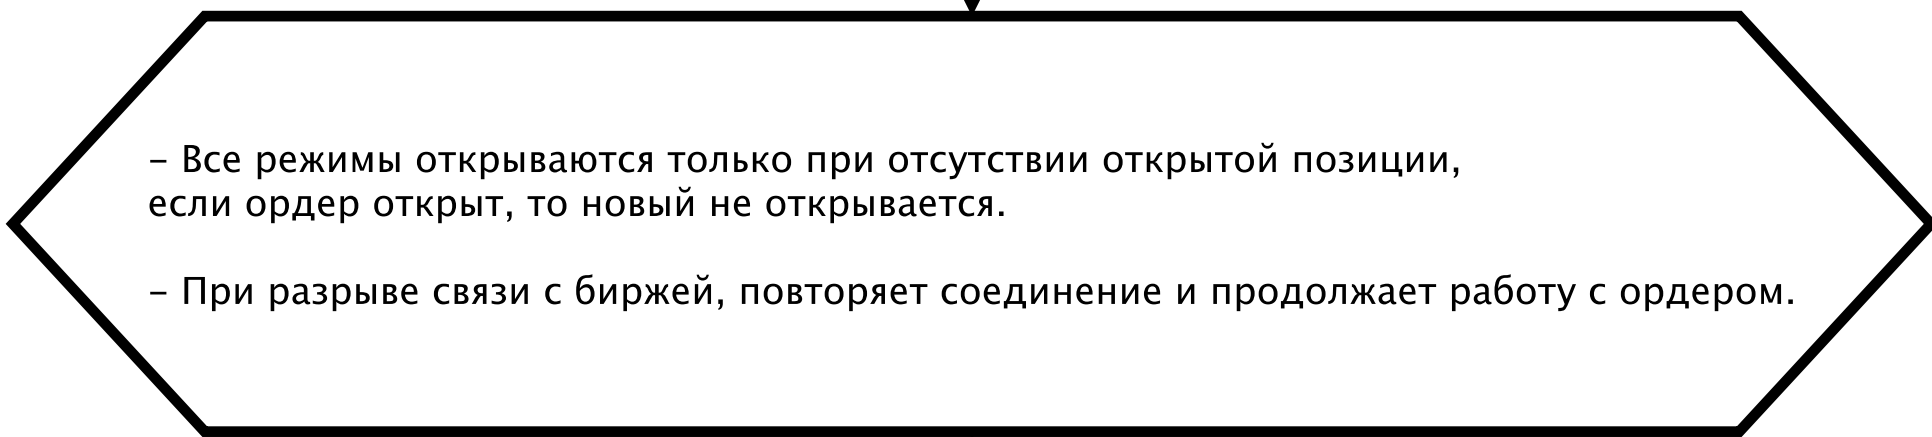 – Все режимы открываются только при отсутствии открытой позиции,
если ордер открыт, то новый не открывается.
– При разрыве связи с биржей, повторяет соединение и продолжает работу с ордером.